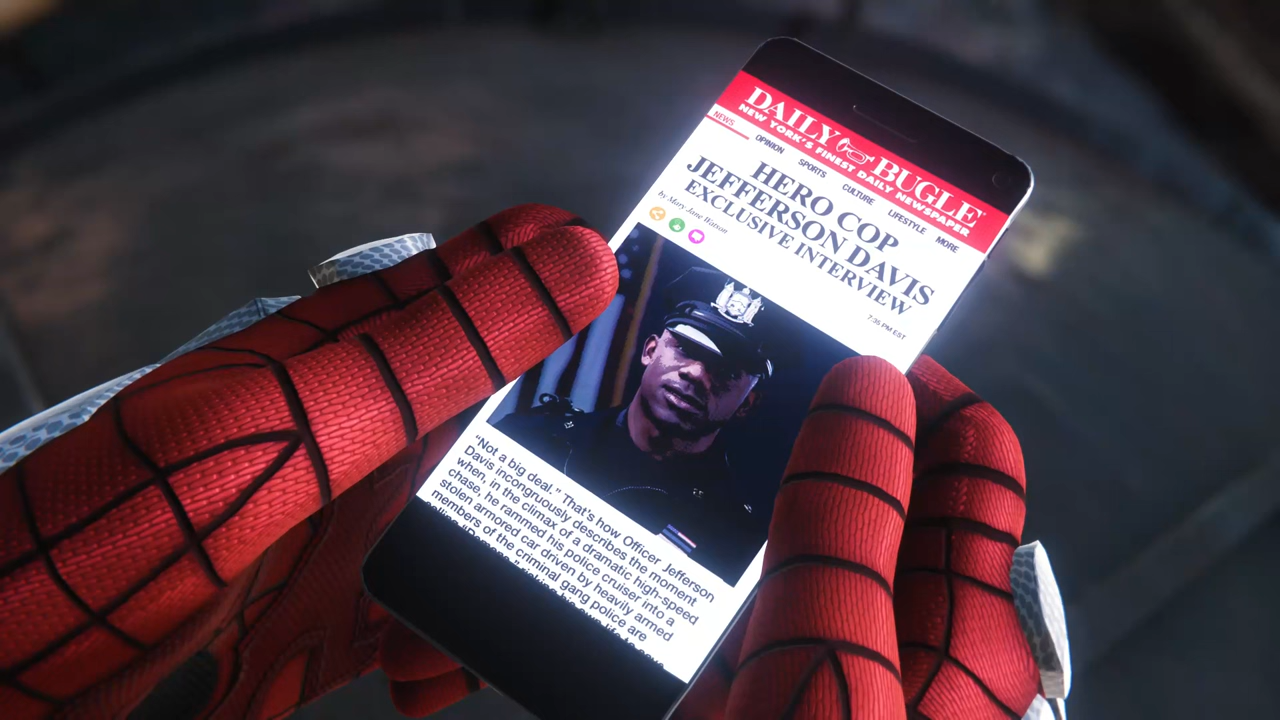 DAILY BUGLE
NEW YORK'S FINEST DAILY NEWSPAPER
NEWS OPINION SPORTS CULTURE LIFESTYLE MORE
HERO COP
JEFFERSON DAVIS
EXCLUSIVE INTERVIEW
by Mary Jane Watson
7:35 PM EST
"Not a big deal." That's how Officer Jefferson
Davis incongruously describes the moment
when, in the climax of a dramatic high-speed
chase, he rammed his police cruiser into a
stolen armored car driven by heavily armed
members of the criminal gang police are